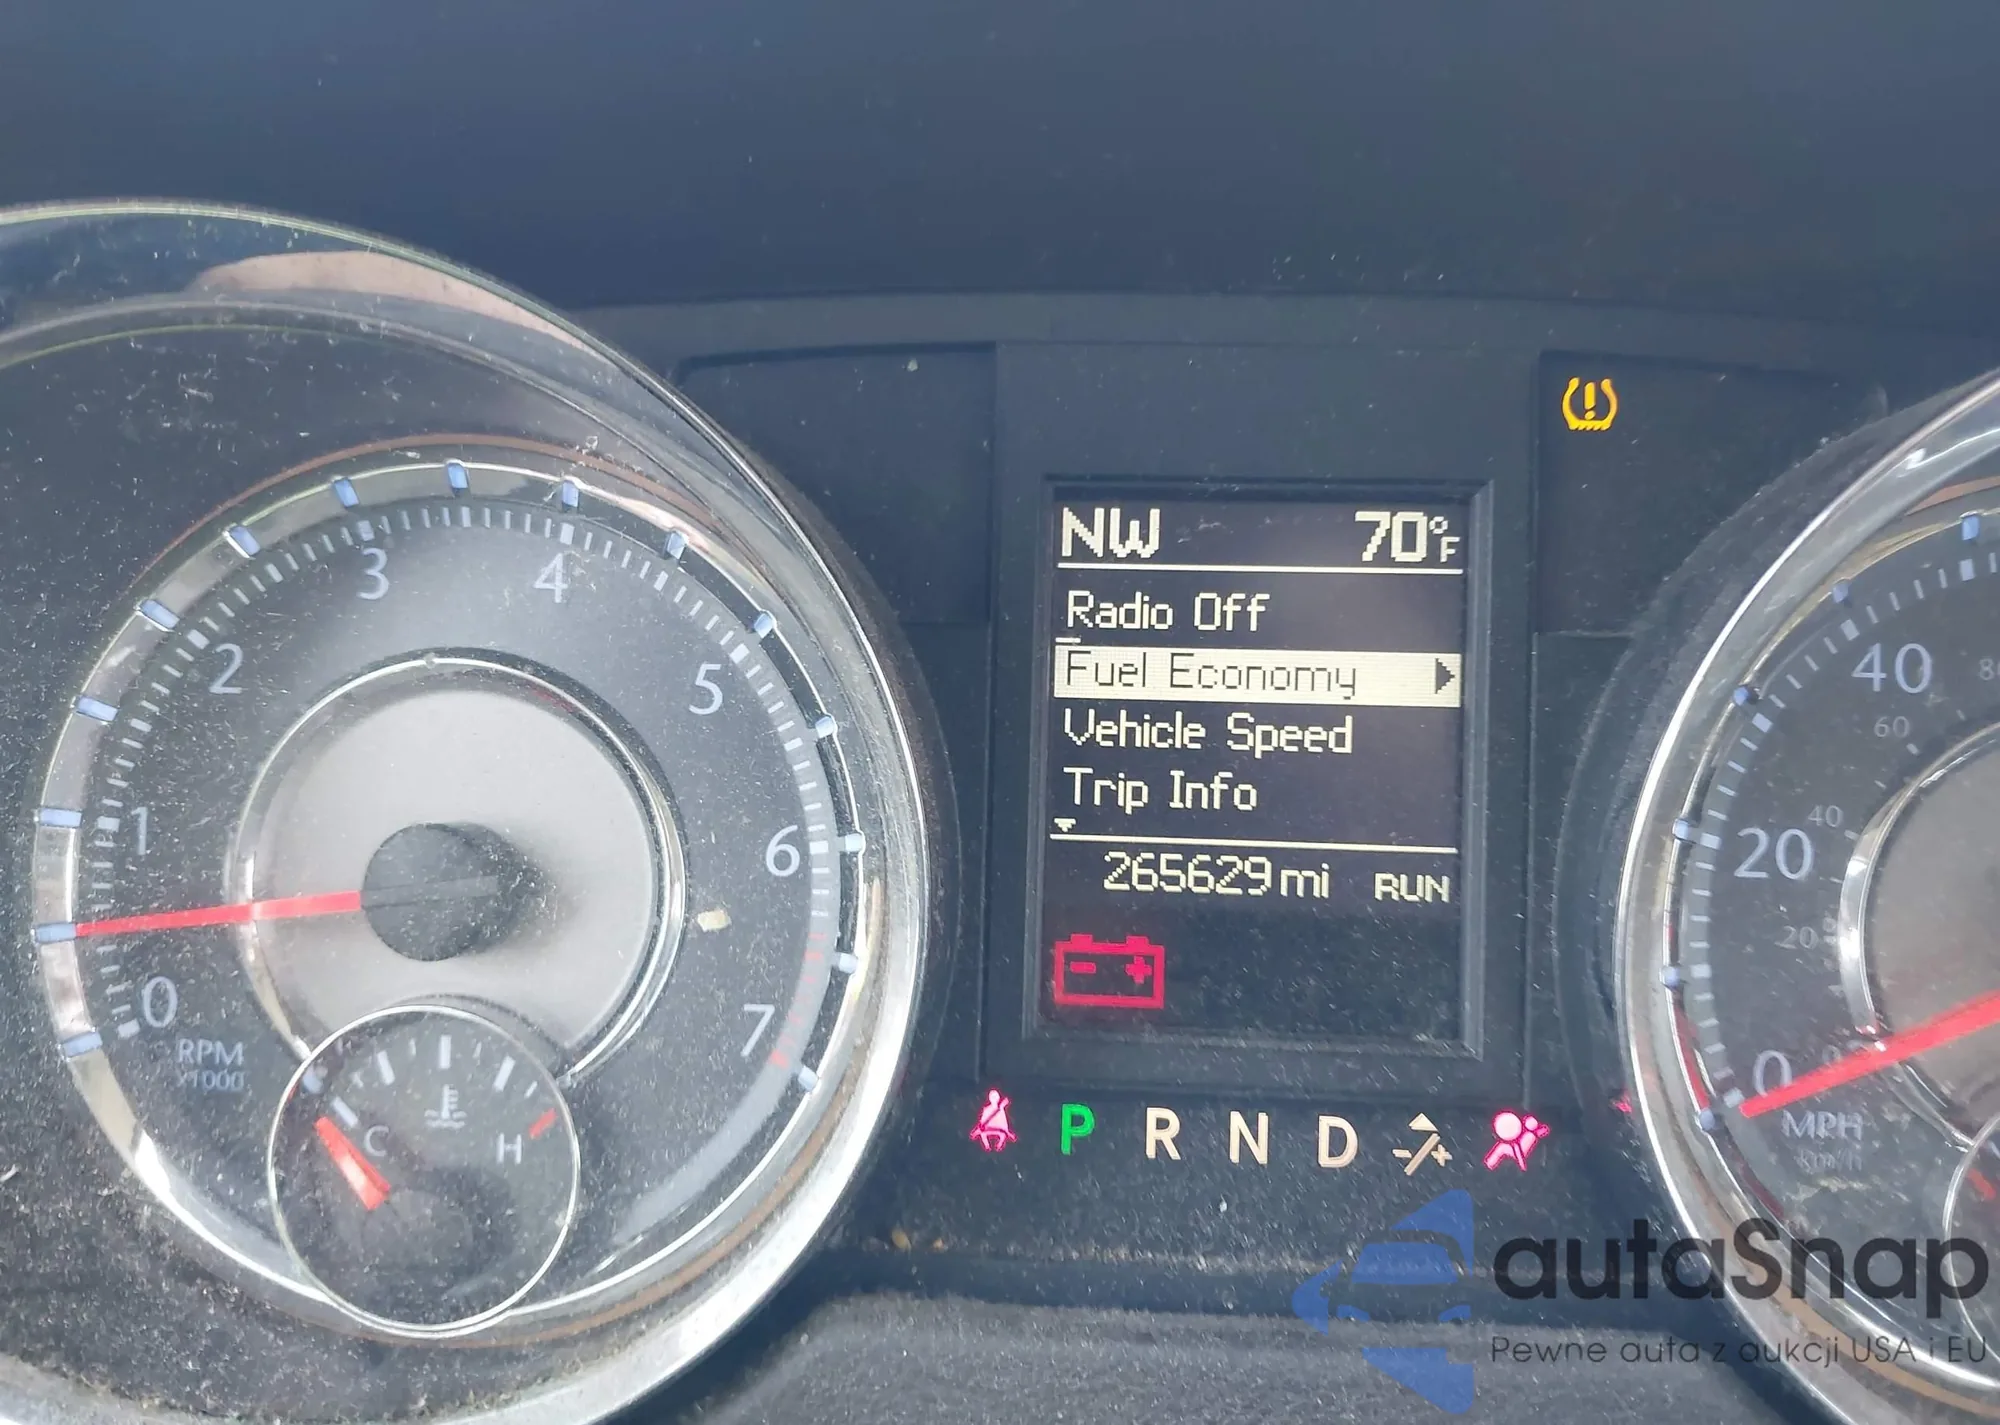 NW 70°F
Radio Off
Fuel Economy
Vehicle Speed
Trip Info
265629 mi RUN
0 1 2 3 4 5 6 7
RPM
x1000
C H
P R N D -/+
0 20 40
20 40 60
MPH
km/h
autaSnap
Pewne auta z aukcji USA i EU